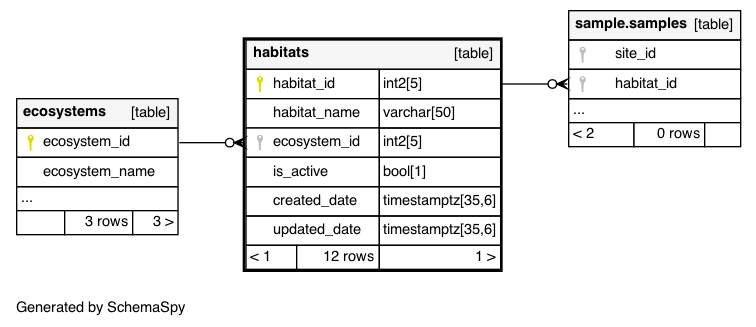 ecosystems [table]
ecosystem_id
ecosystem_name
...
3 rows 3 >
habitats [table]
habitat_id int2[5]
habitat_name varchar[50]
ecosystem_id int2[5]
is_active bool[1]
created_date timestamptz[35,6]
updated_date timestamptz[35,6]
< 1 12 rows 1 >
sample.samples [table]
site_id
habitat_id
...
< 2 0 rows
Generated by SchemaSpy